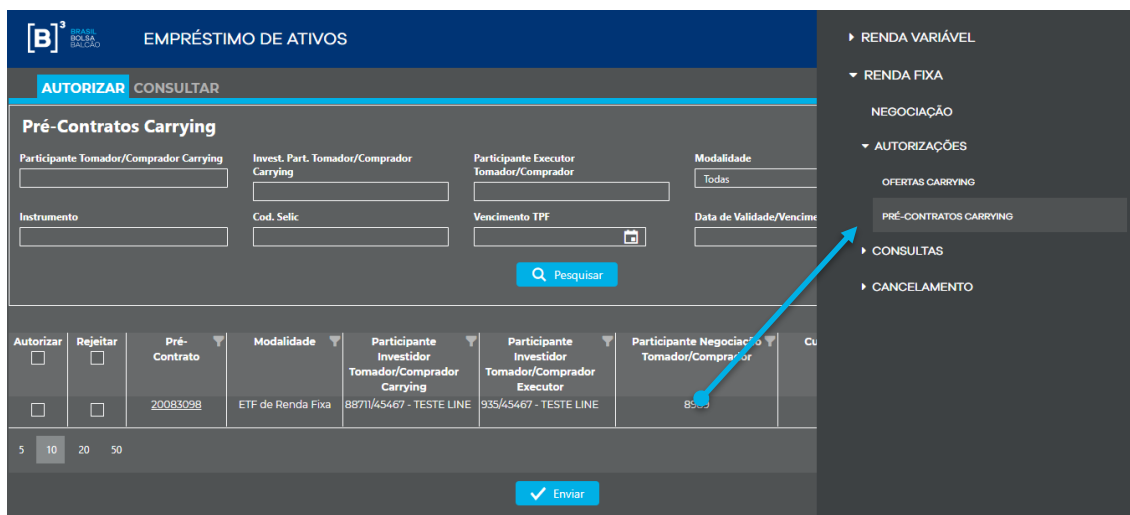 [B]³ BRASIL
BOLSA
BALCÃO
EMPRÉSTIMO DE ATIVOS
AUTORIZAR CONSULTAR
Pré-Contratos Carrying
Participante Tomador/Comprador Carrying
Invest. Part. Tomador/Comprador
Carrying
Participante Executor
Tomador/Comprador
Modalidade
Todas
Instrumento
Cod. Selic
Vencimento TPF
Data de Validade/Vencime
Pesquisar
Autorizar
Rejeitar
Pré-
Contrato
Modalidade
Participante
Investidor
Tomador/Comprador
Carrying
Participante
Investidor
Tomador/Comprador
Executor
Participante Negociação
Tomador/Comprador
Cu
20083098
ETF de Renda Fixa
88711/45467 - TESTE LINE
935/45467 - TESTE LINE
5 10 20 50
Enviar
RENDA VARIÁVEL
RENDA FIXA
NEGOCIAÇÃO
AUTORIZAÇÕES
OFERTAS CARRYING
PRÉ-CONTRATOS CARRYING
CONSULTAS
CANCELAMENTO